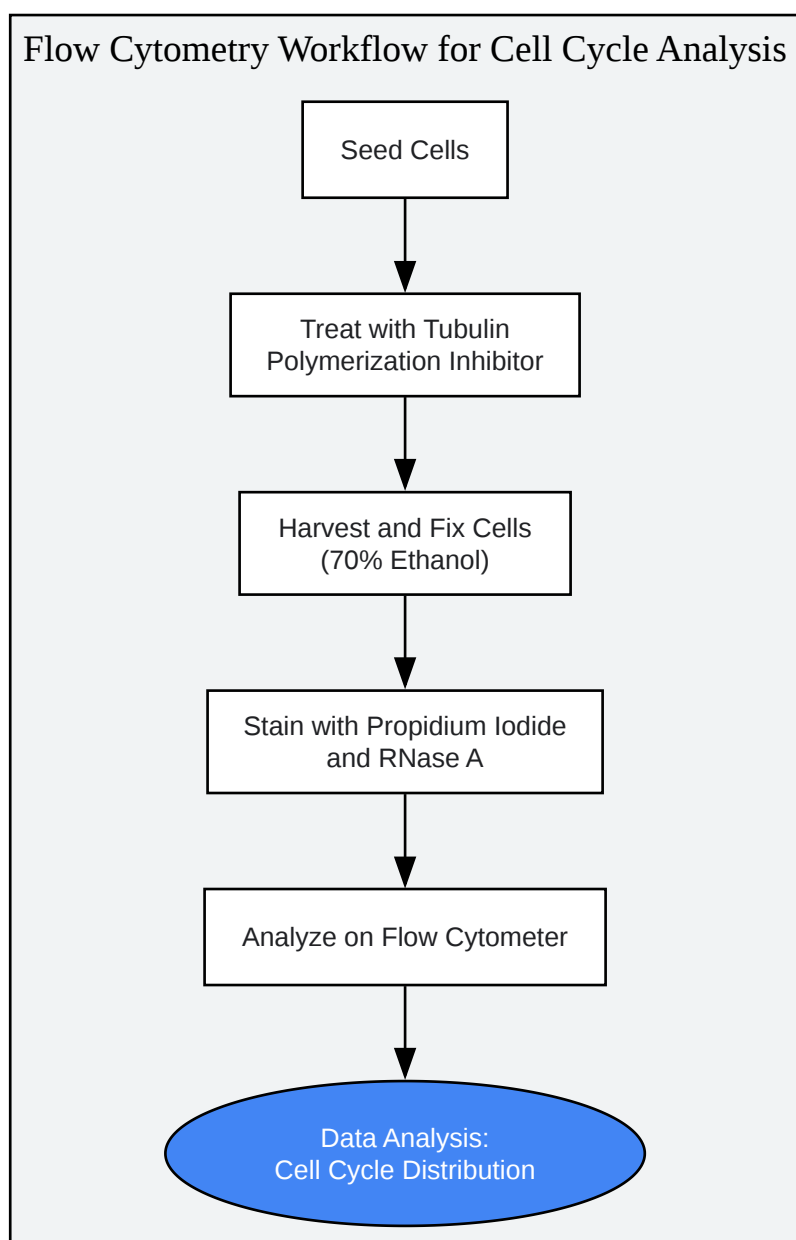 Flow Cytometry Workflow for Cell Cycle Analysis
Seed Cells
Treat with Tubulin
Polymerization Inhibitor
Harvest and Fix Cells
(70% Ethanol)
Stain with Propidium Iodide
and RNase A
Analyze on Flow Cytometer
Data Analysis:
Cell Cycle Distribution